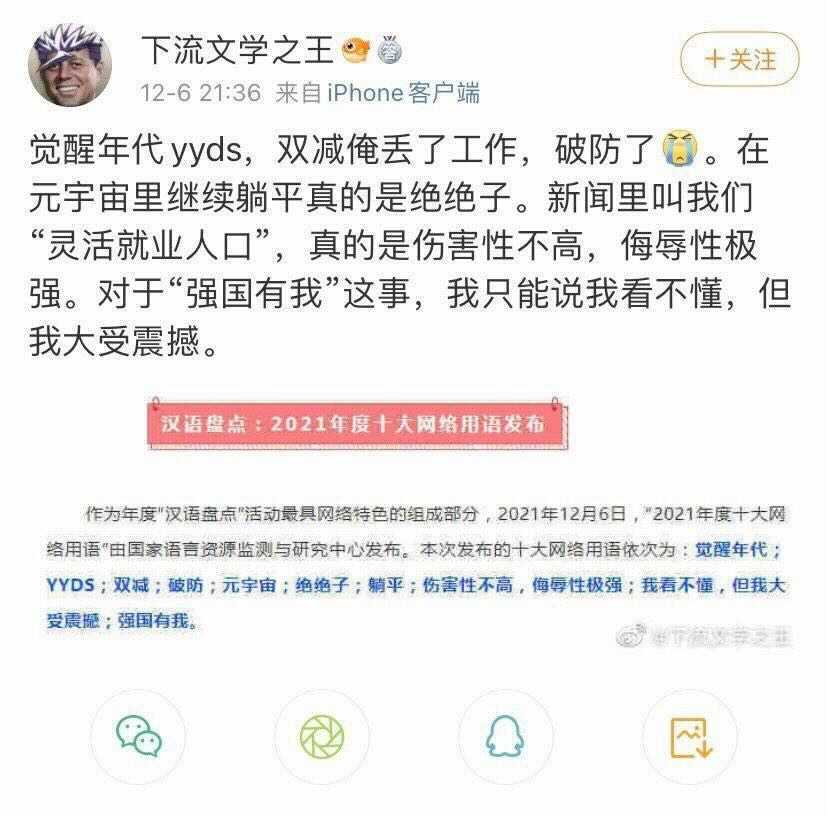 下流文学之王
12-6 21:36 来自 iPhone客户端
+关注
觉醒年代yyds，双减俺丢了工作，破防了😭。在
元宇宙里继续躺平真的是绝绝子。新闻里叫我们
“灵活就业人口”，真的是伤害性不高，侮辱性极
强。对于“强国有我”这事，我只能说我看不懂，但
我大受震撼。
汉语盘点：2021年度十大网络用语发布
作为年度“汉语盘点”活动最具网络特色的组成部分，2021年12月6日，“2021年度十大网
络用语”由国家语言资源监测与研究中心发布。本次发布的十大网络用语依次为：觉醒年代；
YYDS；双减；破防；元宇宙；绝绝子；躺平；伤害性不高，侮辱性极强；我看不懂，但我大
受震撼；强国有我。
@下流文学之王